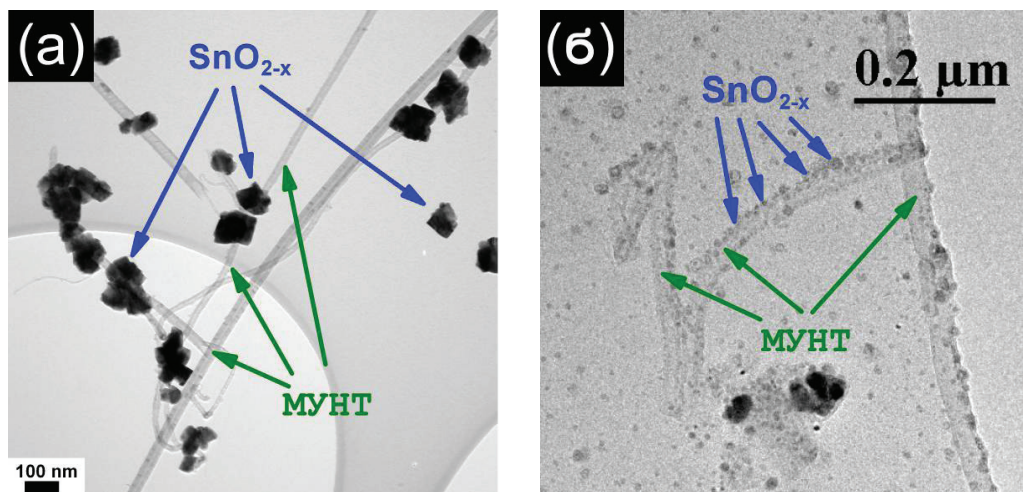 (а)
SnO2-x
МУНТ
100 nm
(б)
0.2 μm
SnO2-x
МУНТ